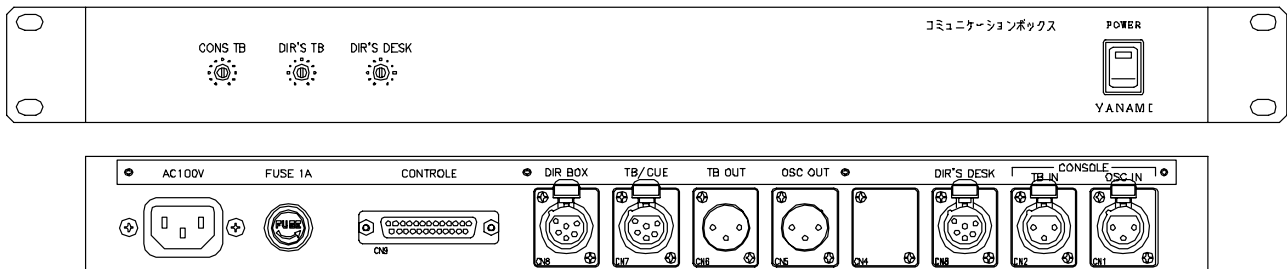 コミュニケーションボックス
POWER
CONS TB DIR'S TB DIR'S DESK
YANAMI
AC100V FUSE 1A CONTROLE DIR BOX TB/CUE TB OUT OSC OUT DIR'S DESK CONSOLE
TB IN OSC IN
FUSE
CN9 CN8 CN7 CN6 CN5 CN4 CN8 CN2 CN1